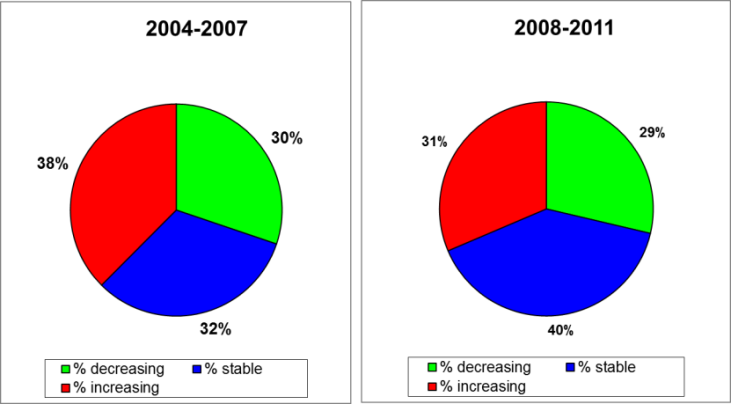 2004-2007
30%
38%
32%
% decreasing
% stable
% increasing
2008-2011
29%
31%
40%
% decreasing
% stable
% increasing